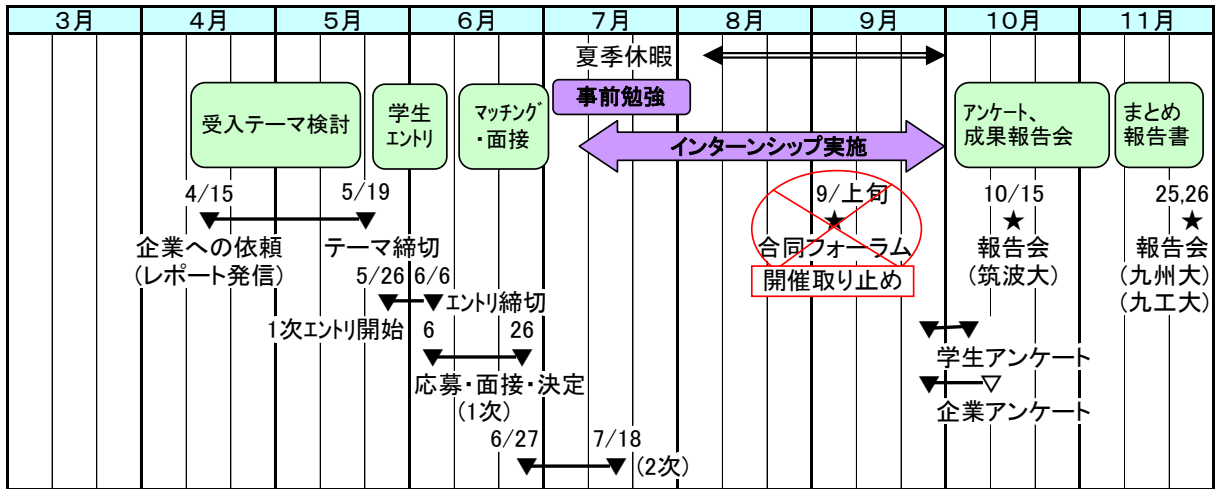 3月 4月 5月 6月 7月 8月 9月 10月 11月
夏季休暇
事前勉強
受入テーマ検討
学生
エントリ
マッチング
・面接
インターンシップ実施
アンケート、
成果報告会
まとめ
報告書
4/15 5/19
企業への依頼
(レポート発信)
テーマ締切
9/上旬
★
合同フォーラム
開催取り止め
10/15
★
報告会
(筑波大)
25,26
★
報告会
(九州大)
(九工大)
5/26 6/6
エントリ締切
1次エントリ開始
6 26
応募・面接・決定
(1次)
学生アンケート
企業アンケート
6/27 7/18
(2次)